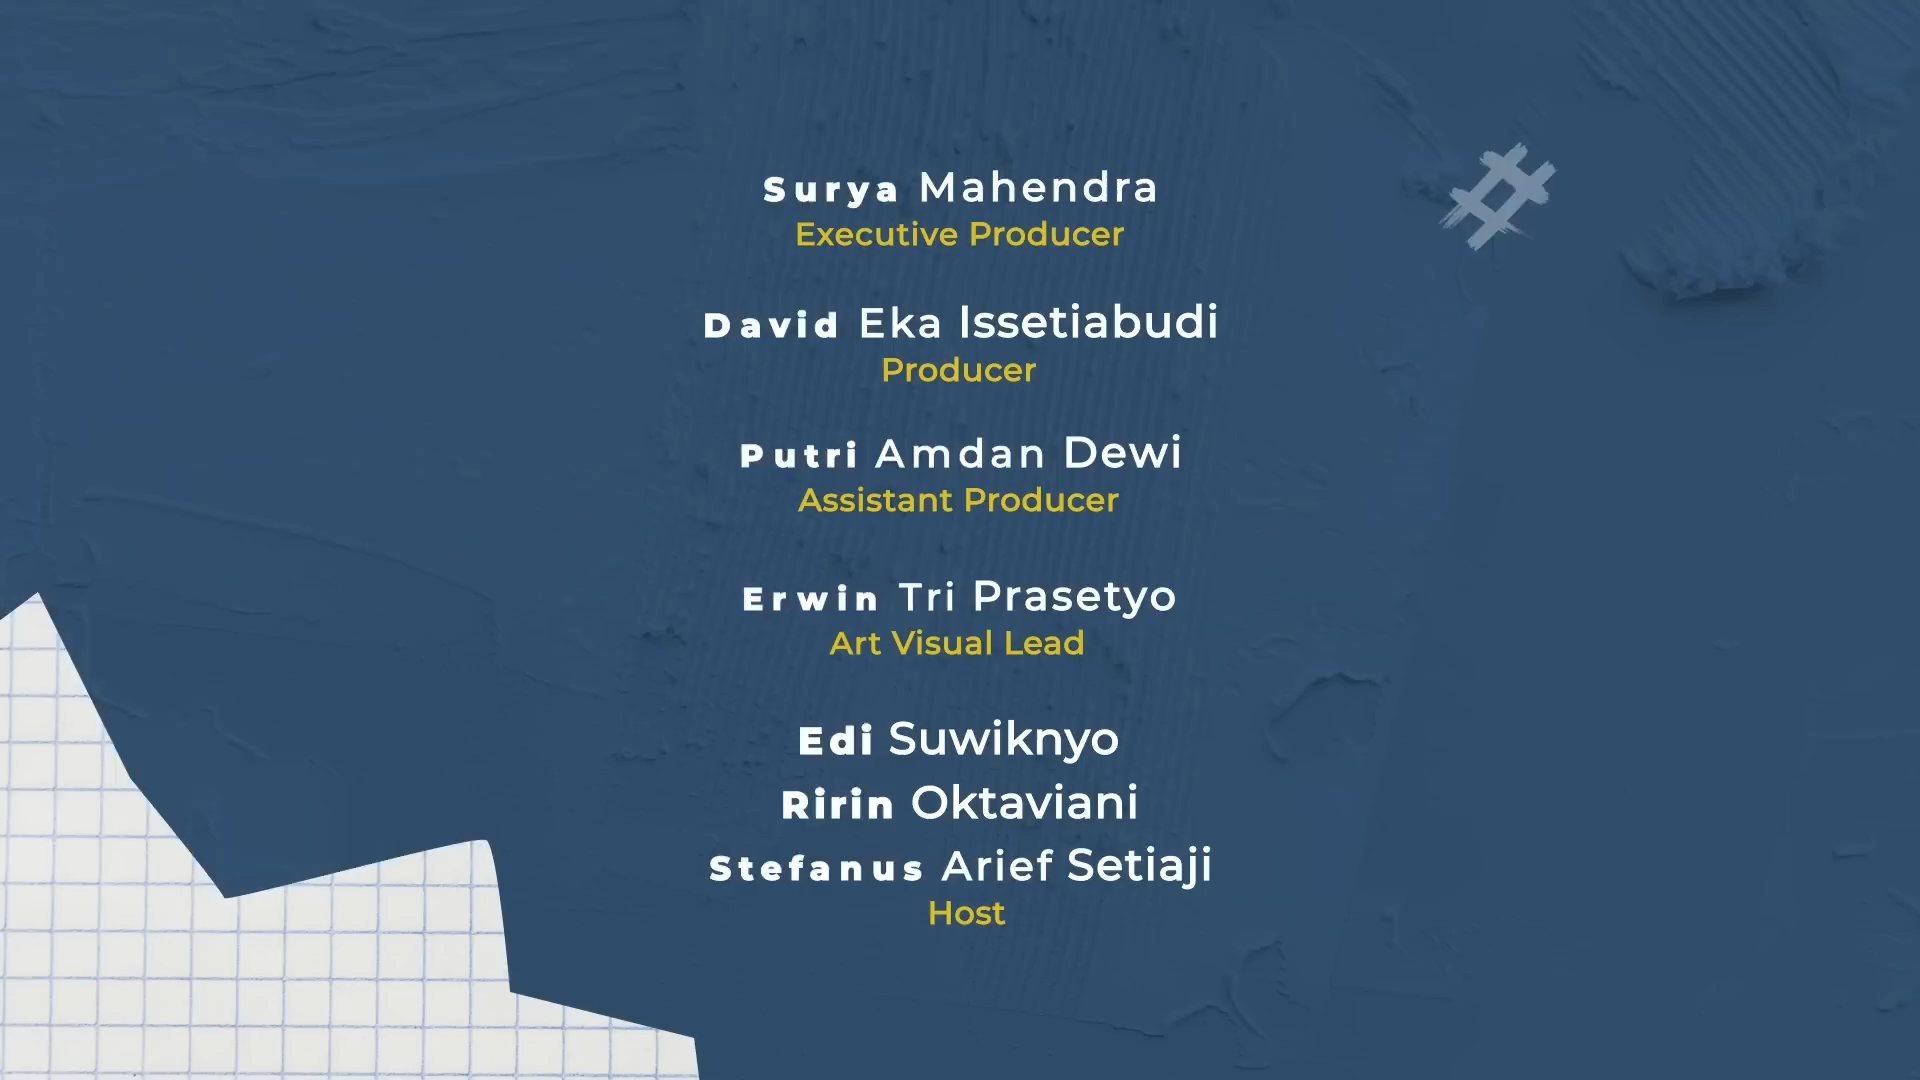 Surya Mahendra
Executive Producer
David Eka Issetiabudi
Producer
Putri Amdan Dewi
Assistant Producer
Erwin Tri Prasetyo
Art Visual Lead
Edi Suwiknyo
Ririn Oktaviani
Stefanus Arief Setiaji
Host